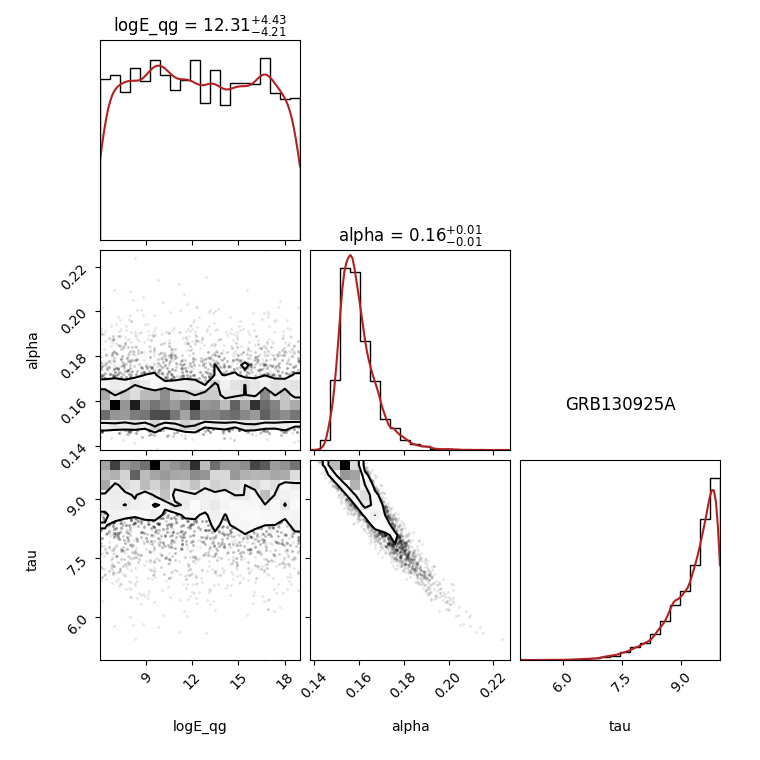 logE_qg = 12.31+4.43−4.21
alpha = 0.16+0.01−0.01
alpha
0.22
0.20
0.18
0.16
0.14
GRB130925A
tau
9.0
7.5
6.0
9 12 15 18
0.14 0.16 0.18 0.20 0.22
6.0 7.5 9.0
logE_qg alpha tau